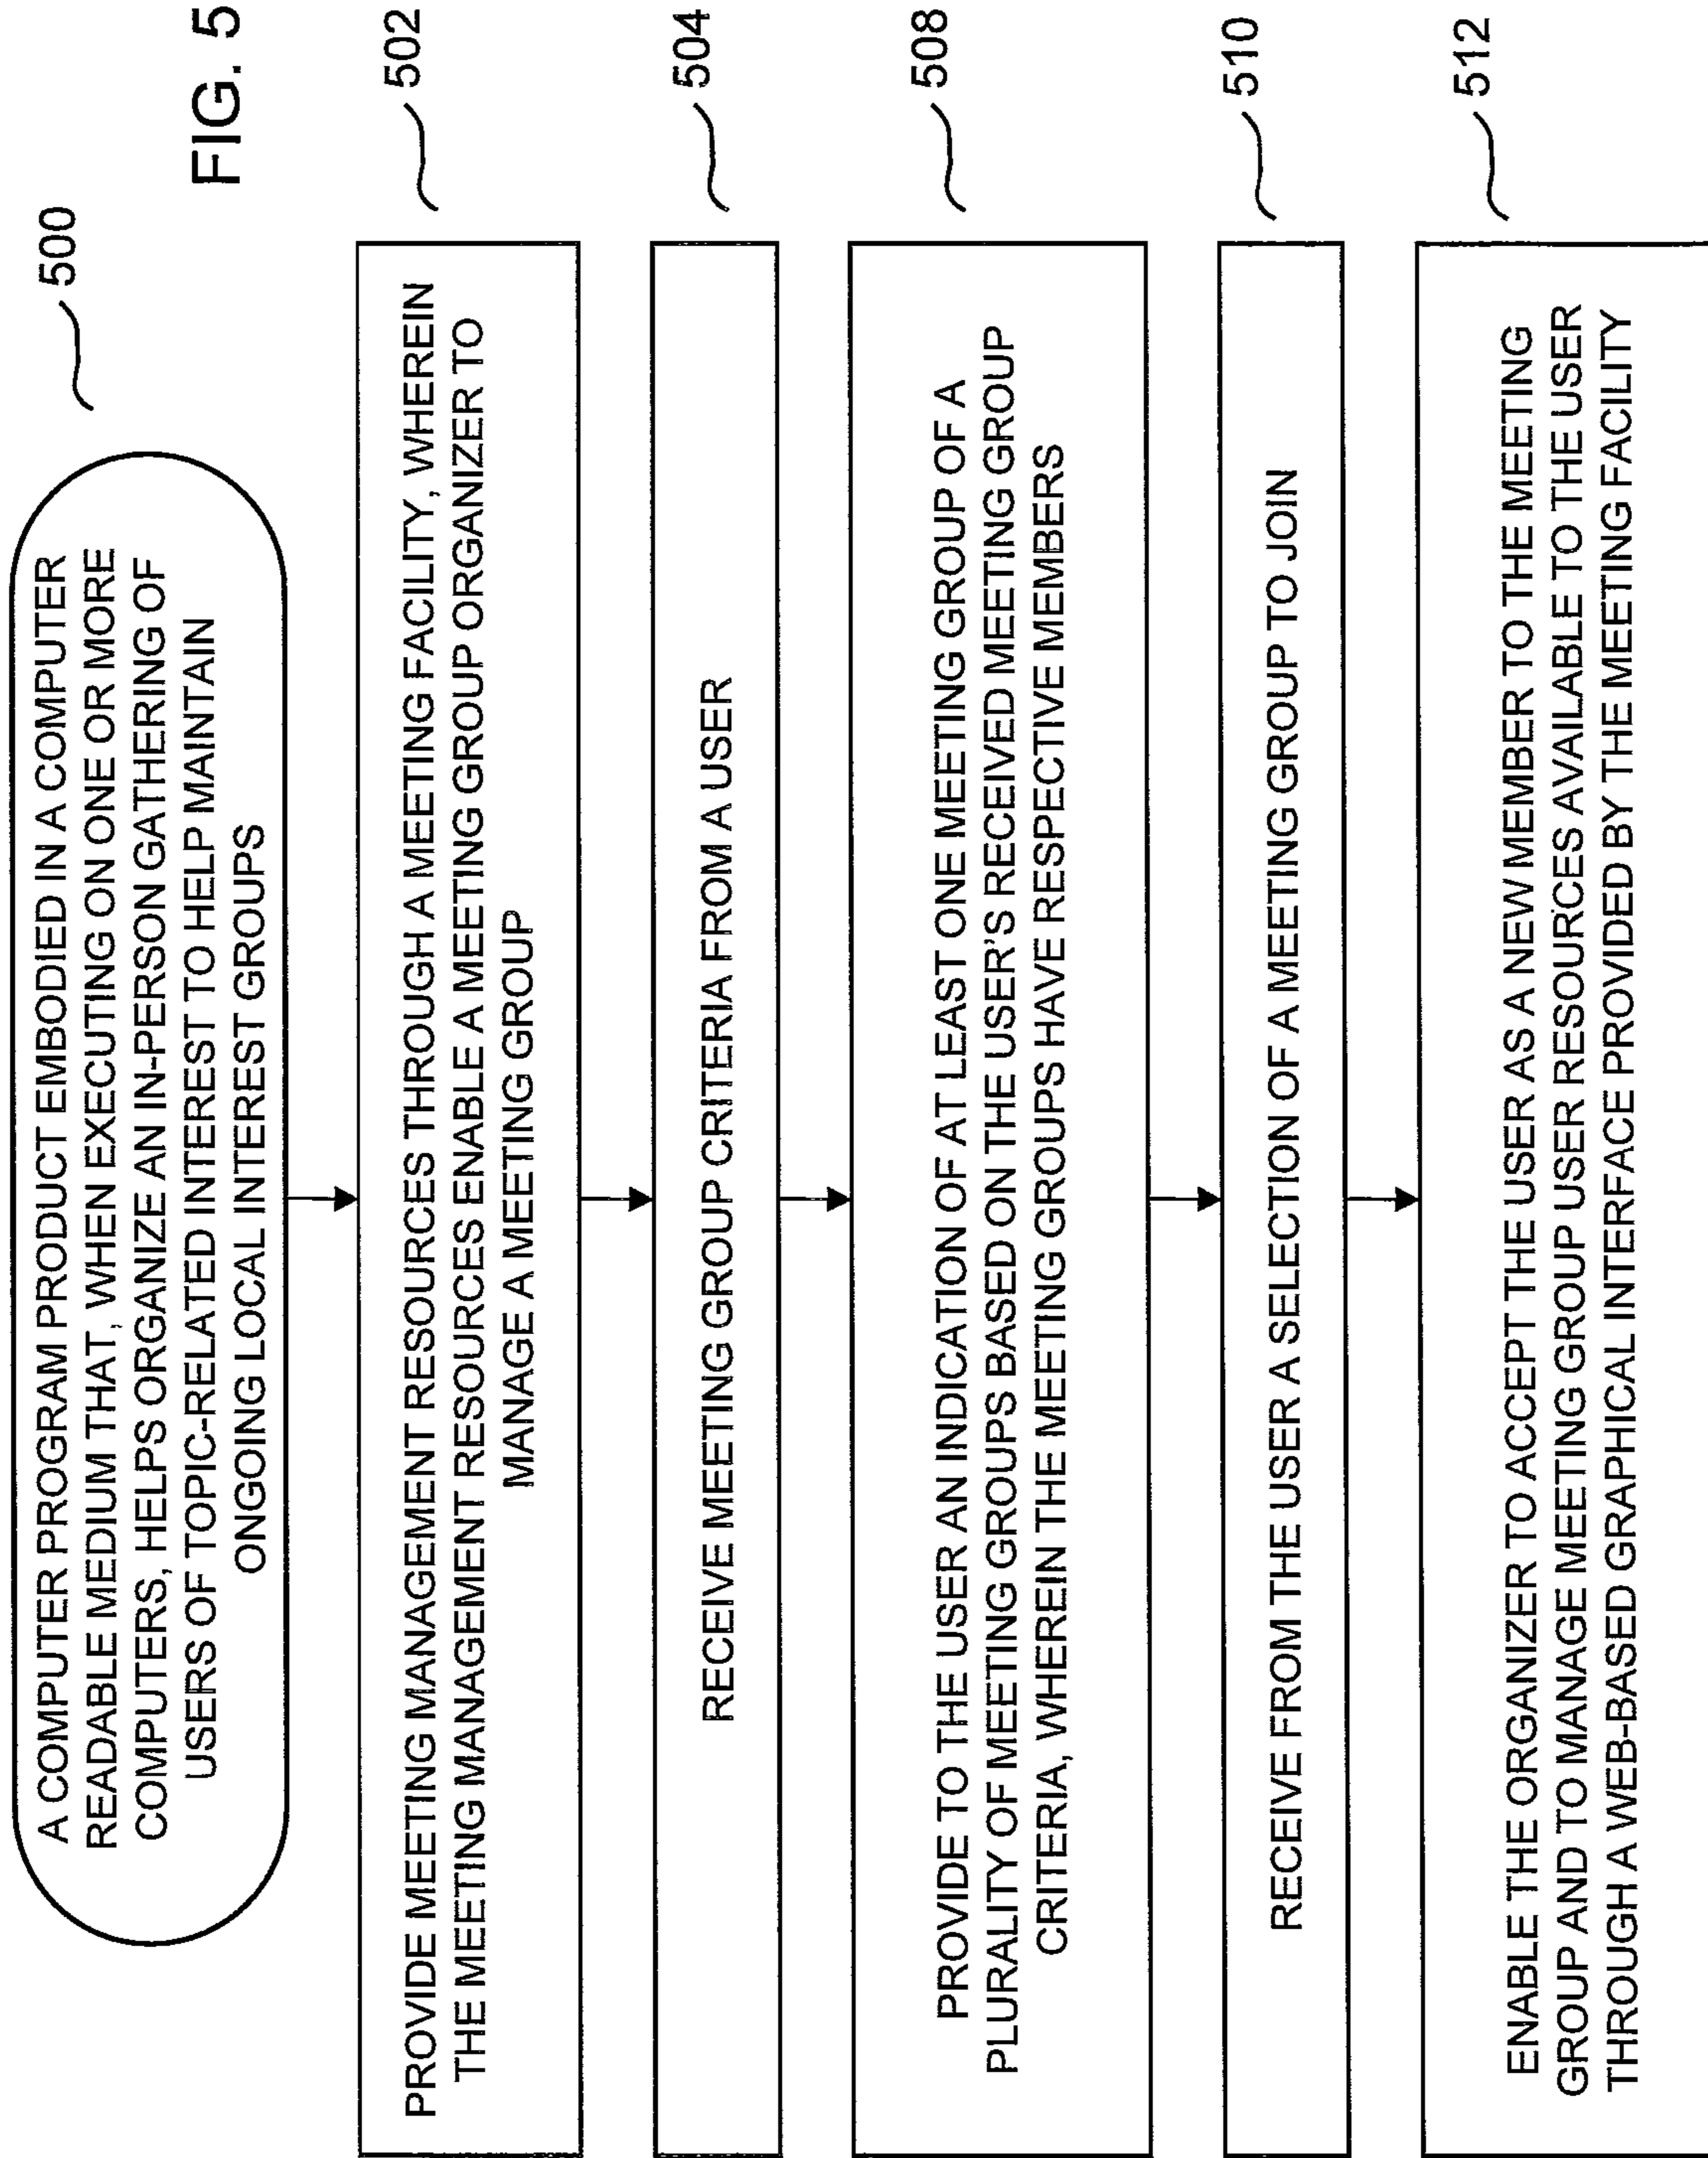 FIG. 5
500
A COMPUTER PROGRAM PRODUCT EMBODIED IN A COMPUTER
READABLE MEDIUM THAT, WHEN EXECUTING ON ONE OR MORE
COMPUTERS, HELPS ORGANIZE AN IN-PERSON GATHERING OF
USERS OF TOPIC-RELATED INTEREST TO HELP MAINTAIN
ONGOING LOCAL INTEREST GROUPS
502
PROVIDE MEETING MANAGEMENT RESOURCES THROUGH A MEETING FACILITY, WHEREIN
THE MEETING MANAGEMENT RESOURCES ENABLE A MEETING GROUP ORGANIZER TO
MANAGE A MEETING GROUP
504
RECEIVE MEETING GROUP CRITERIA FROM A USER
508
PROVIDE TO THE USER AN INDICATION OF AT LEAST ONE MEETING GROUP OF A
PLURALITY OF MEETING GROUPS BASED ON THE USER'S RECEIVED MEETING GROUP
CRITERIA, WHEREIN THE MEETING GROUPS HAVE RESPECTIVE MEMBERS
510
RECEIVE FROM THE USER A SELECTION OF A MEETING GROUP TO JOIN
512
ENABLE THE ORGANIZER TO ACCEPT THE USER AS A NEW MEMBER TO THE MEETING
GROUP AND TO MANAGE MEETING GROUP USER RESOURCES AVAILABLE TO THE USER
THROUGH A WEB-BASED GRAPHICAL INTERFACE PROVIDED BY THE MEETING FACILITY